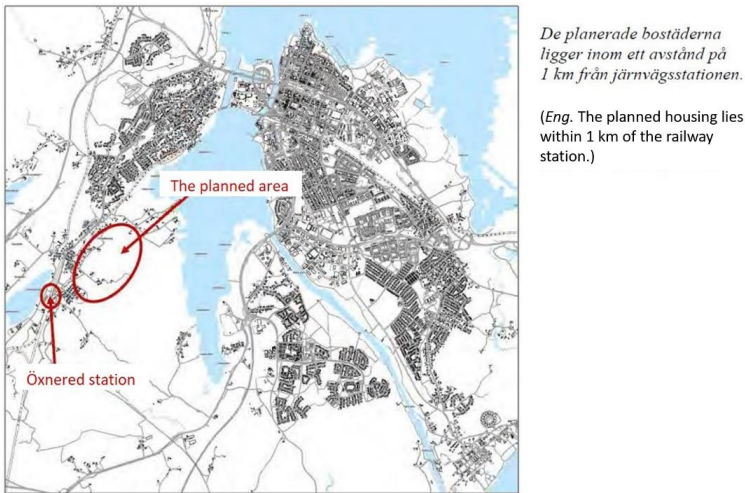 De planerade bostäderna
ligger inom ett avstånd på
1 km från järnvägsstationen.
(Eng. The planned housing lies
within 1 km of the railway
station.)
The planned area
Öxnered station